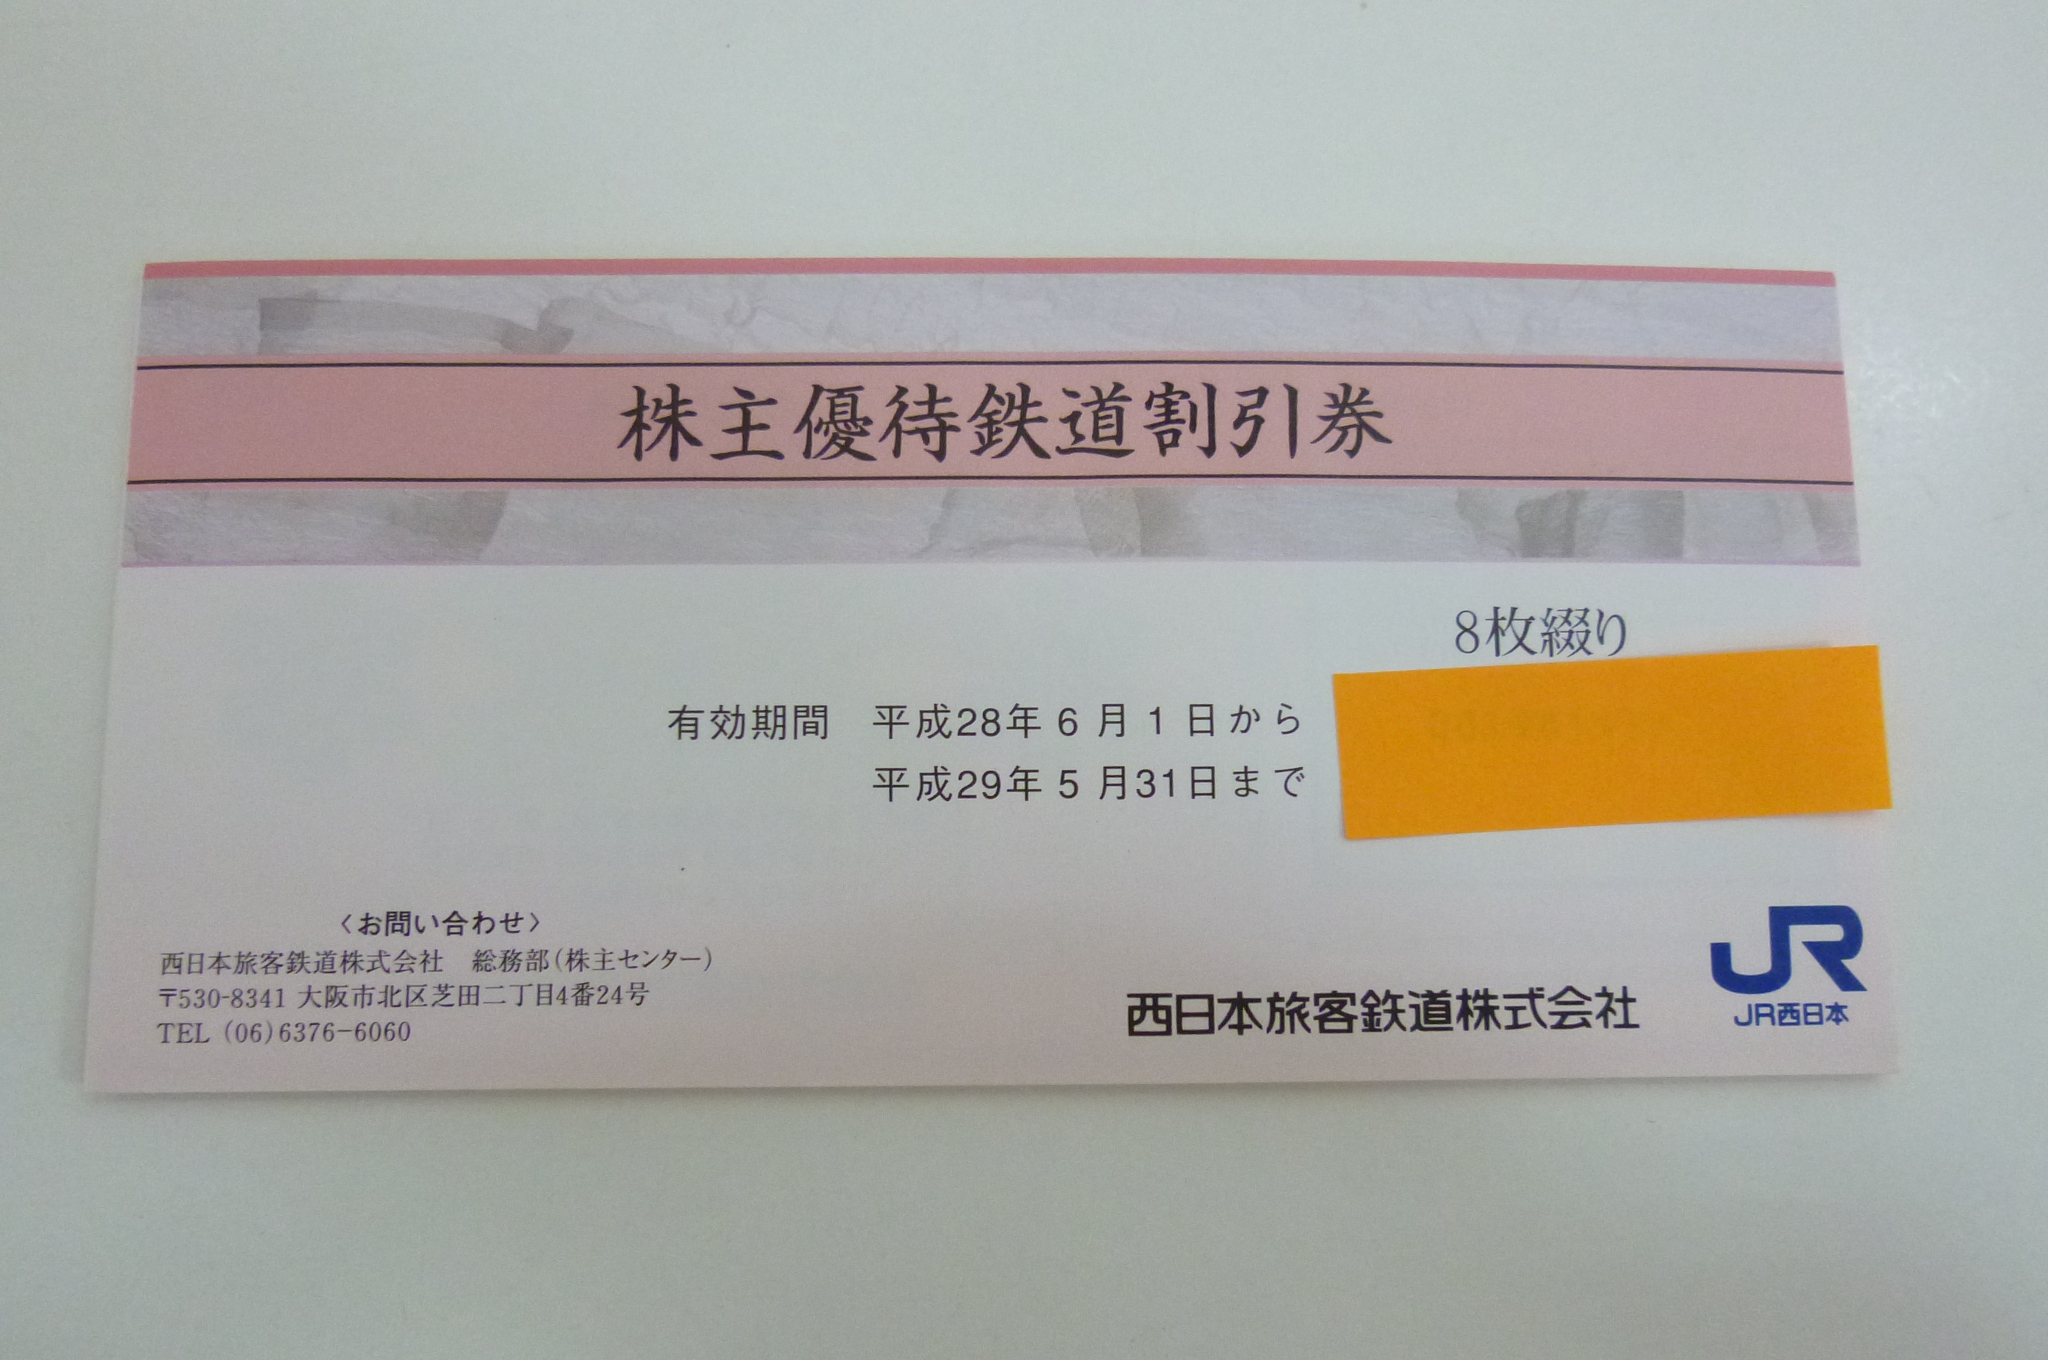 株主優待鉄道割引券
8枚綴り
有効期間 平成28年6月1日から
平成29年5月31日まで
〈お問い合わせ〉
西日本旅客鉄道株式会社 総務部(株主センター)
〒530-8341 大阪市北区芝田二丁目4番24号
TEL (06)6376-6060
西日本旅客鉄道株式会社
JR
JR西日本